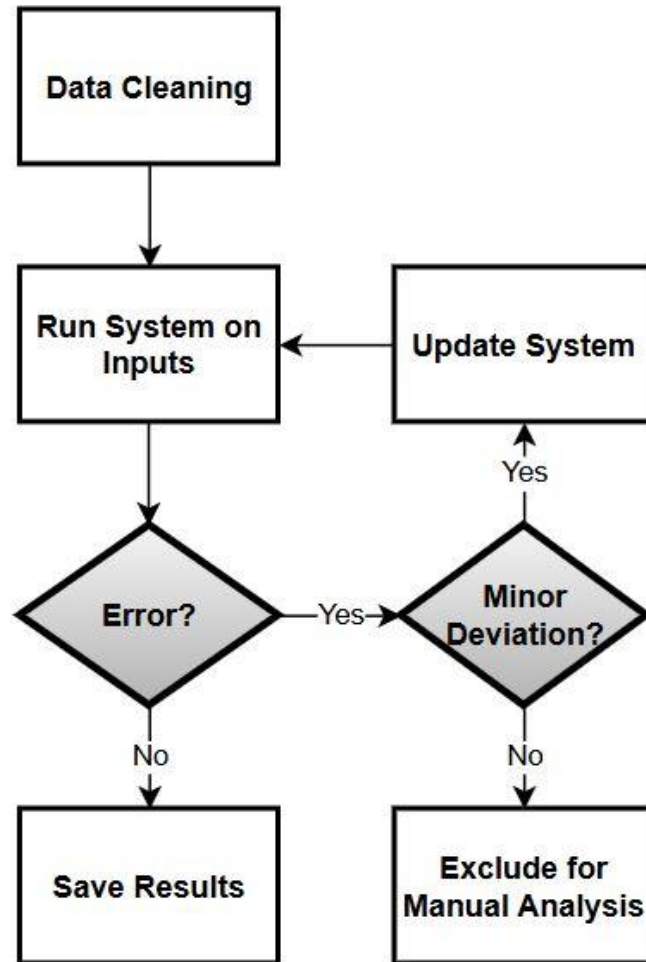 Data Cleaning
Run System on
Inputs
Update System
Yes
Error?
Yes
Minor
Deviation?
No
No
Save Results
Exclude for
Manual Analysis